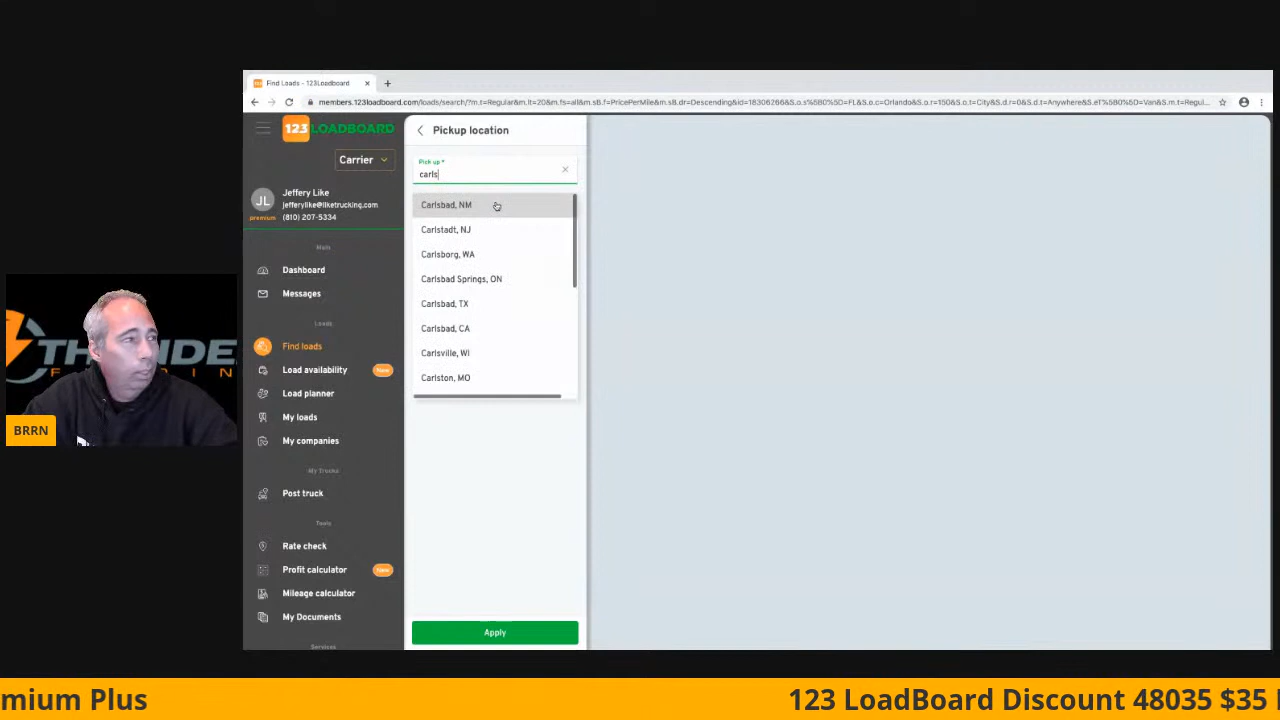 Find Loads - 123Loadboard
members.123loadboard.com/loads/search/?m.t=Regular&m.lt=20&m.fs=all&m.sB.f=PricePerMile&m.sB.dr=Descending&id=18306266&S.o.s%5B0%5D=FL&S.o.c=Orlando&S.o.r=150&S.o.t=City&S.d.r=0&S.d.t=Anywhere&S.eT%5B0%5D=Van&S.m.t=Regul...
123 LOADBOARD
Carrier
JL
premium
Jeffery Like
jefferylike@liketrucking.com
(810) 207-5334
Main
Dashboard
Messages
Loads
Find loads
Load availability
New
Load planner
My loads
My companies
My Trucks
Post truck
Tools
Rate check
Profit calculator
New
Mileage calculator
My Documents
Services
Pickup location
Pick up *
carls
Carlsbad, NM
Carlstadt, NJ
Carlsborg, WA
Carlsbad Springs, ON
Carlsbad, TX
Carlsbad, CA
Carlsville, WI
Carlston, MO
Apply
BRRN
mium Plus
123 LoadBoard Discount 48035 $35